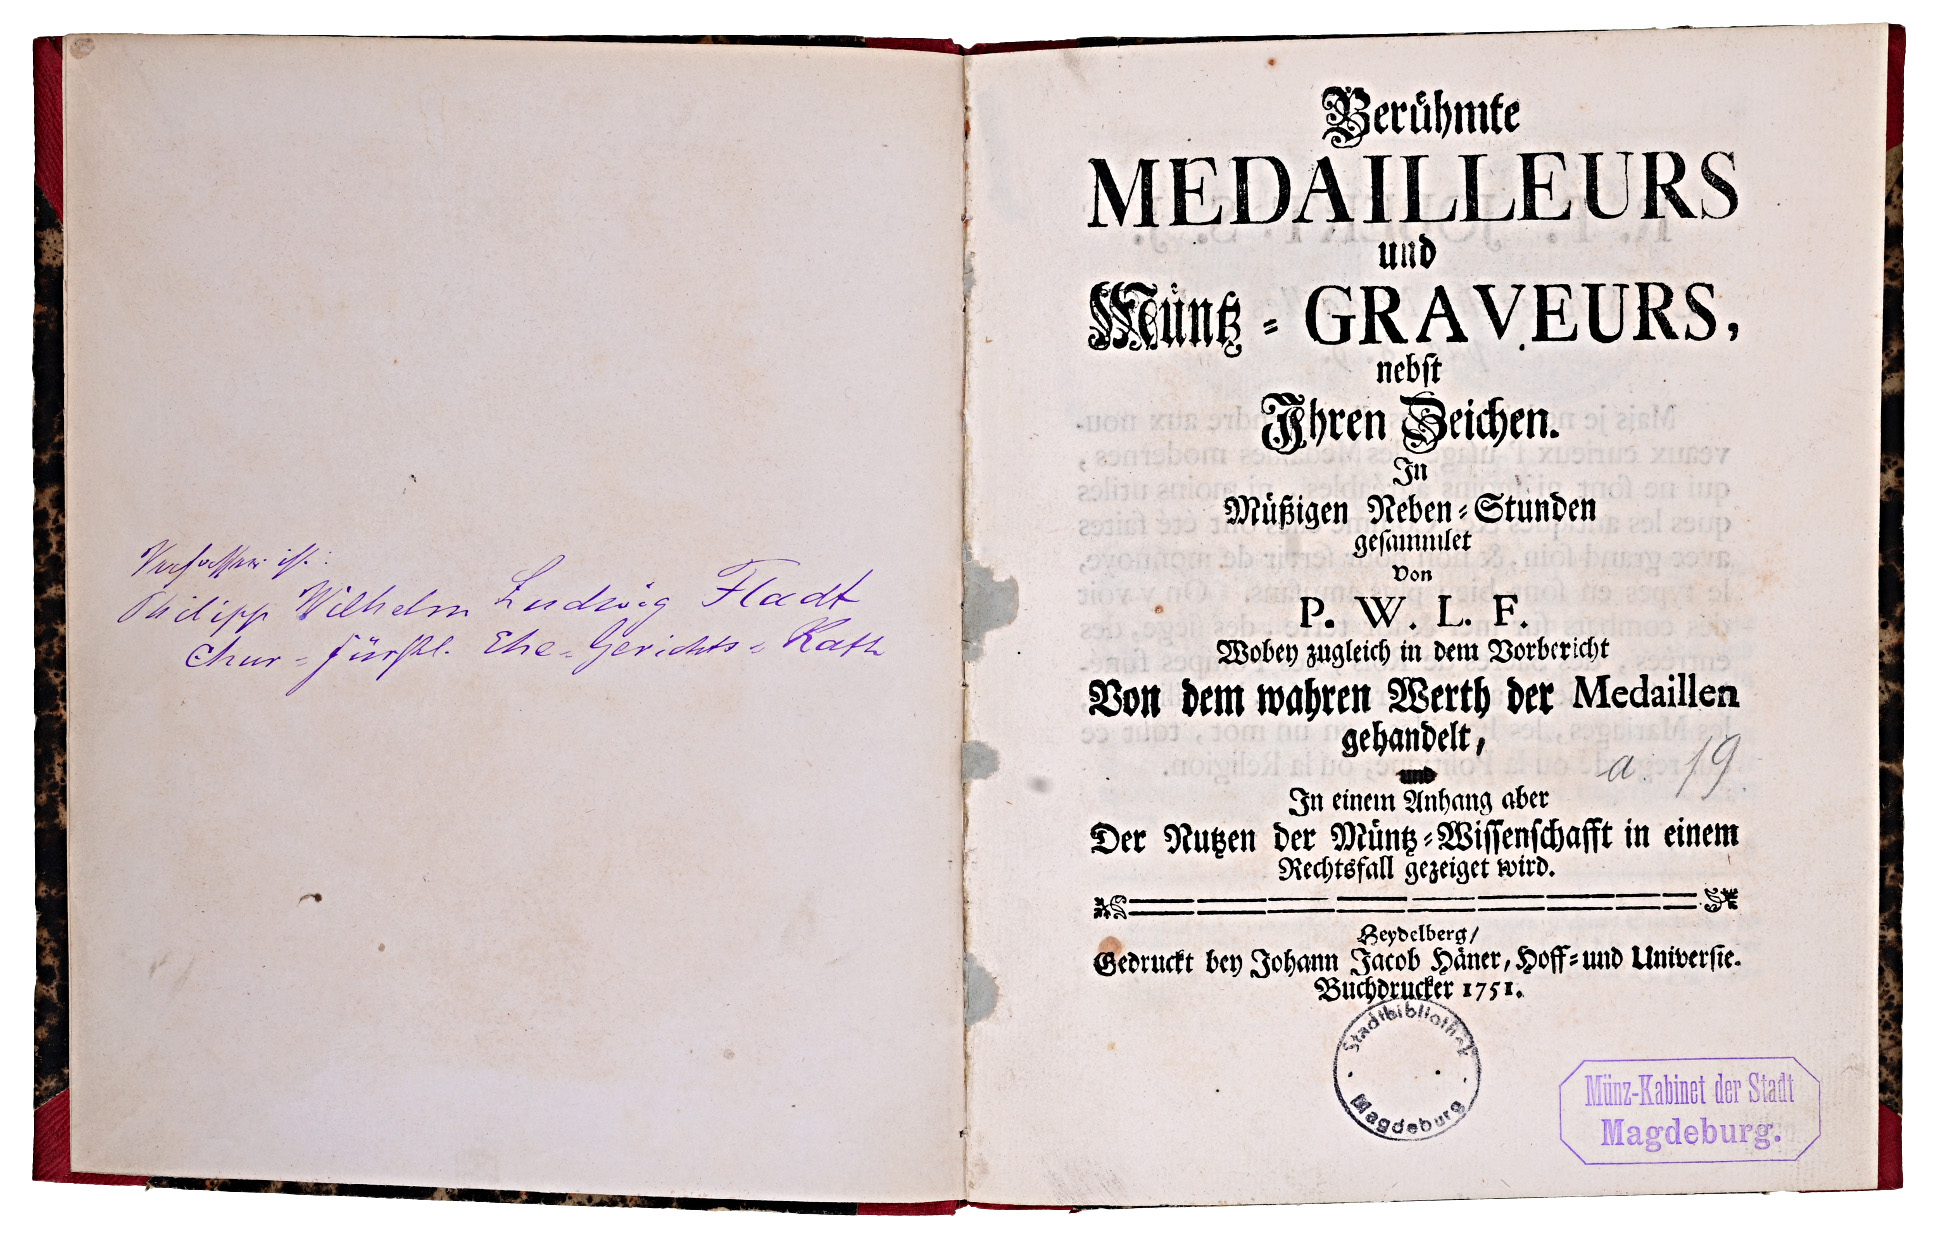 Verfasser ist:
Philipp Wilhelm Ludwig Fladt
Chur-Fürstl. Ehe-Gerichts-Rath
Berühmte
MEDAILLEURS
und
Müntz-GRAVEURS,
nebst
Ihren Zeichen.
In
Müßigen Neben-Stunden
gesammlet
von
P. W. L. F.
Wobey zugleich in dem Vorbericht
Von dem wahren Werth der Medaillen
gehandelt,
und
a. 19
In einem Anhang aber
Der Nutzen der Müntz-Wissenschafft in einem
Rechtsfall gezeiget wird.
Heydelberg/
Gedruckt bey Johann Jacob Häner, Hoff-und Universit.
Buchdrucker 1751.
Stadtbibliothek
Magdeburg
Münz-Kabinet der Stadt
Magdeburg.